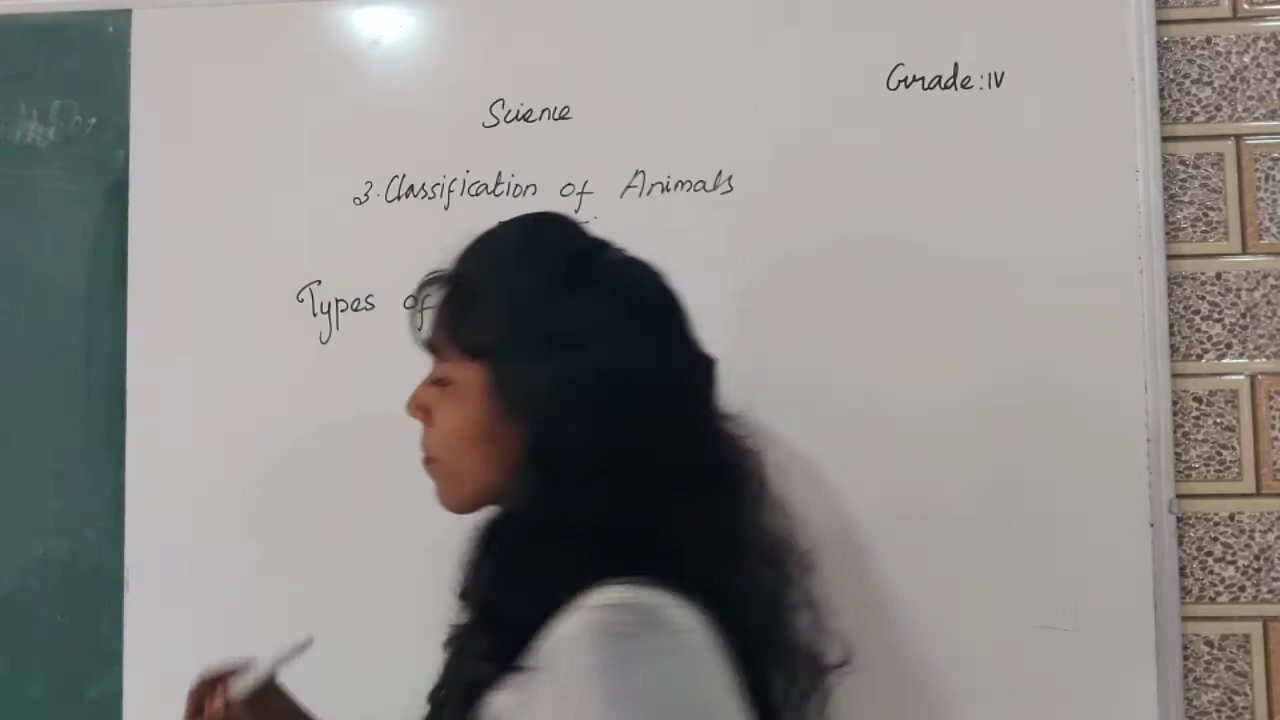 Grade:IV
Science
3.Classification of Animals
Types of